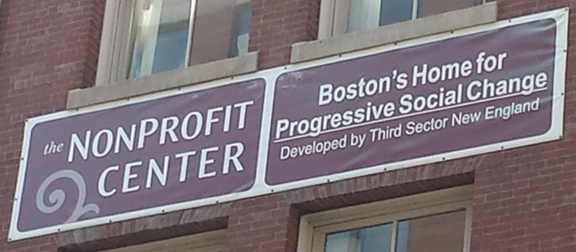 the NONPROFIT
CENTER
Boston's Home for
Progressive Social Change
Developed by Third Sector New England